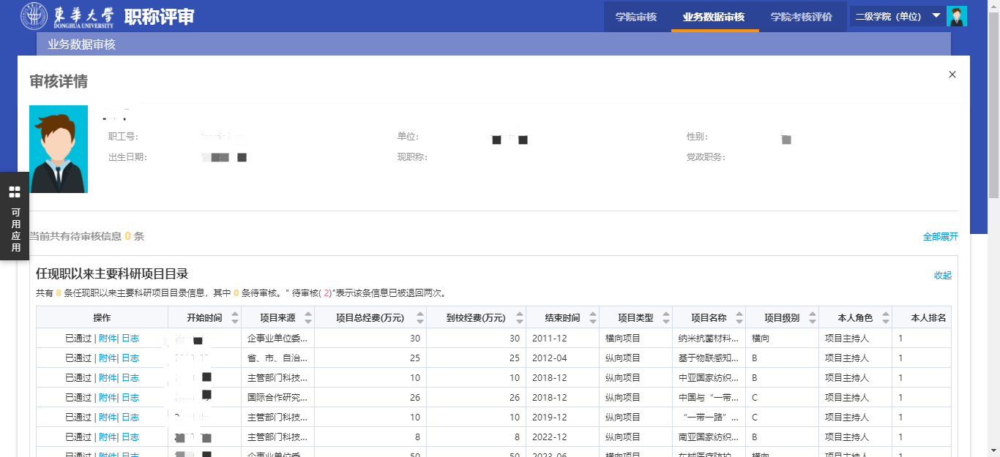 東華大学 DONGHUA UNIVERSITY 职称评审 学院审核 业务数据审核 学院考核评价 二级学院（单位）
业务数据审核
审核详情 ×
职工号: 单位: 性别:
出生日期: 现职称: 党政职务:
可用应用
当前共有待审核信息 0 条 全部展开
任现职以来主要科研项目目录 收起
共有 8 条任现职以来主要科研项目目录信息，其中 0 条待审核。" 待审核( 2)"表示该条信息已被退回两次。
操作 开始时间 项目来源 项目总经费(万元) 到校经费(万元) 结束时间 项目类型 项目名称 项目级别 本人角色 本人排名
已通过 | 附件| 日志 企事业单位委... 30 30 2011-12 横向项目 纳米抗菌材料... 横向 项目主持人 1
已通过 | 附件| 日志 省、市、自治... 25 25 2012-04 纵向项目 基于物联感知... B 项目主持人 1
已通过 | 附件| 日志 主管部门科技... 10 10 2018-12 纵向项目 中亚国家纺织... B 项目主持人 1
已通过 | 附件| 日志 国际合作研究... 26 26 2018-12 纵向项目 中国与“一带... C 项目主持人 1
已通过 | 附件| 日志 主管部门科技... 10 10 2019-12 纵向项目 “一带一路”... C 项目主持人 1
已通过 | 附件| 日志 主管部门科技... 8 8 2022-12 纵向项目 南亚国家纺织... B 项目主持人 1
已通过 | 附件| 日志 企事业单位委... 50 50 2023-06 横向项目 横向 项目主持人 1